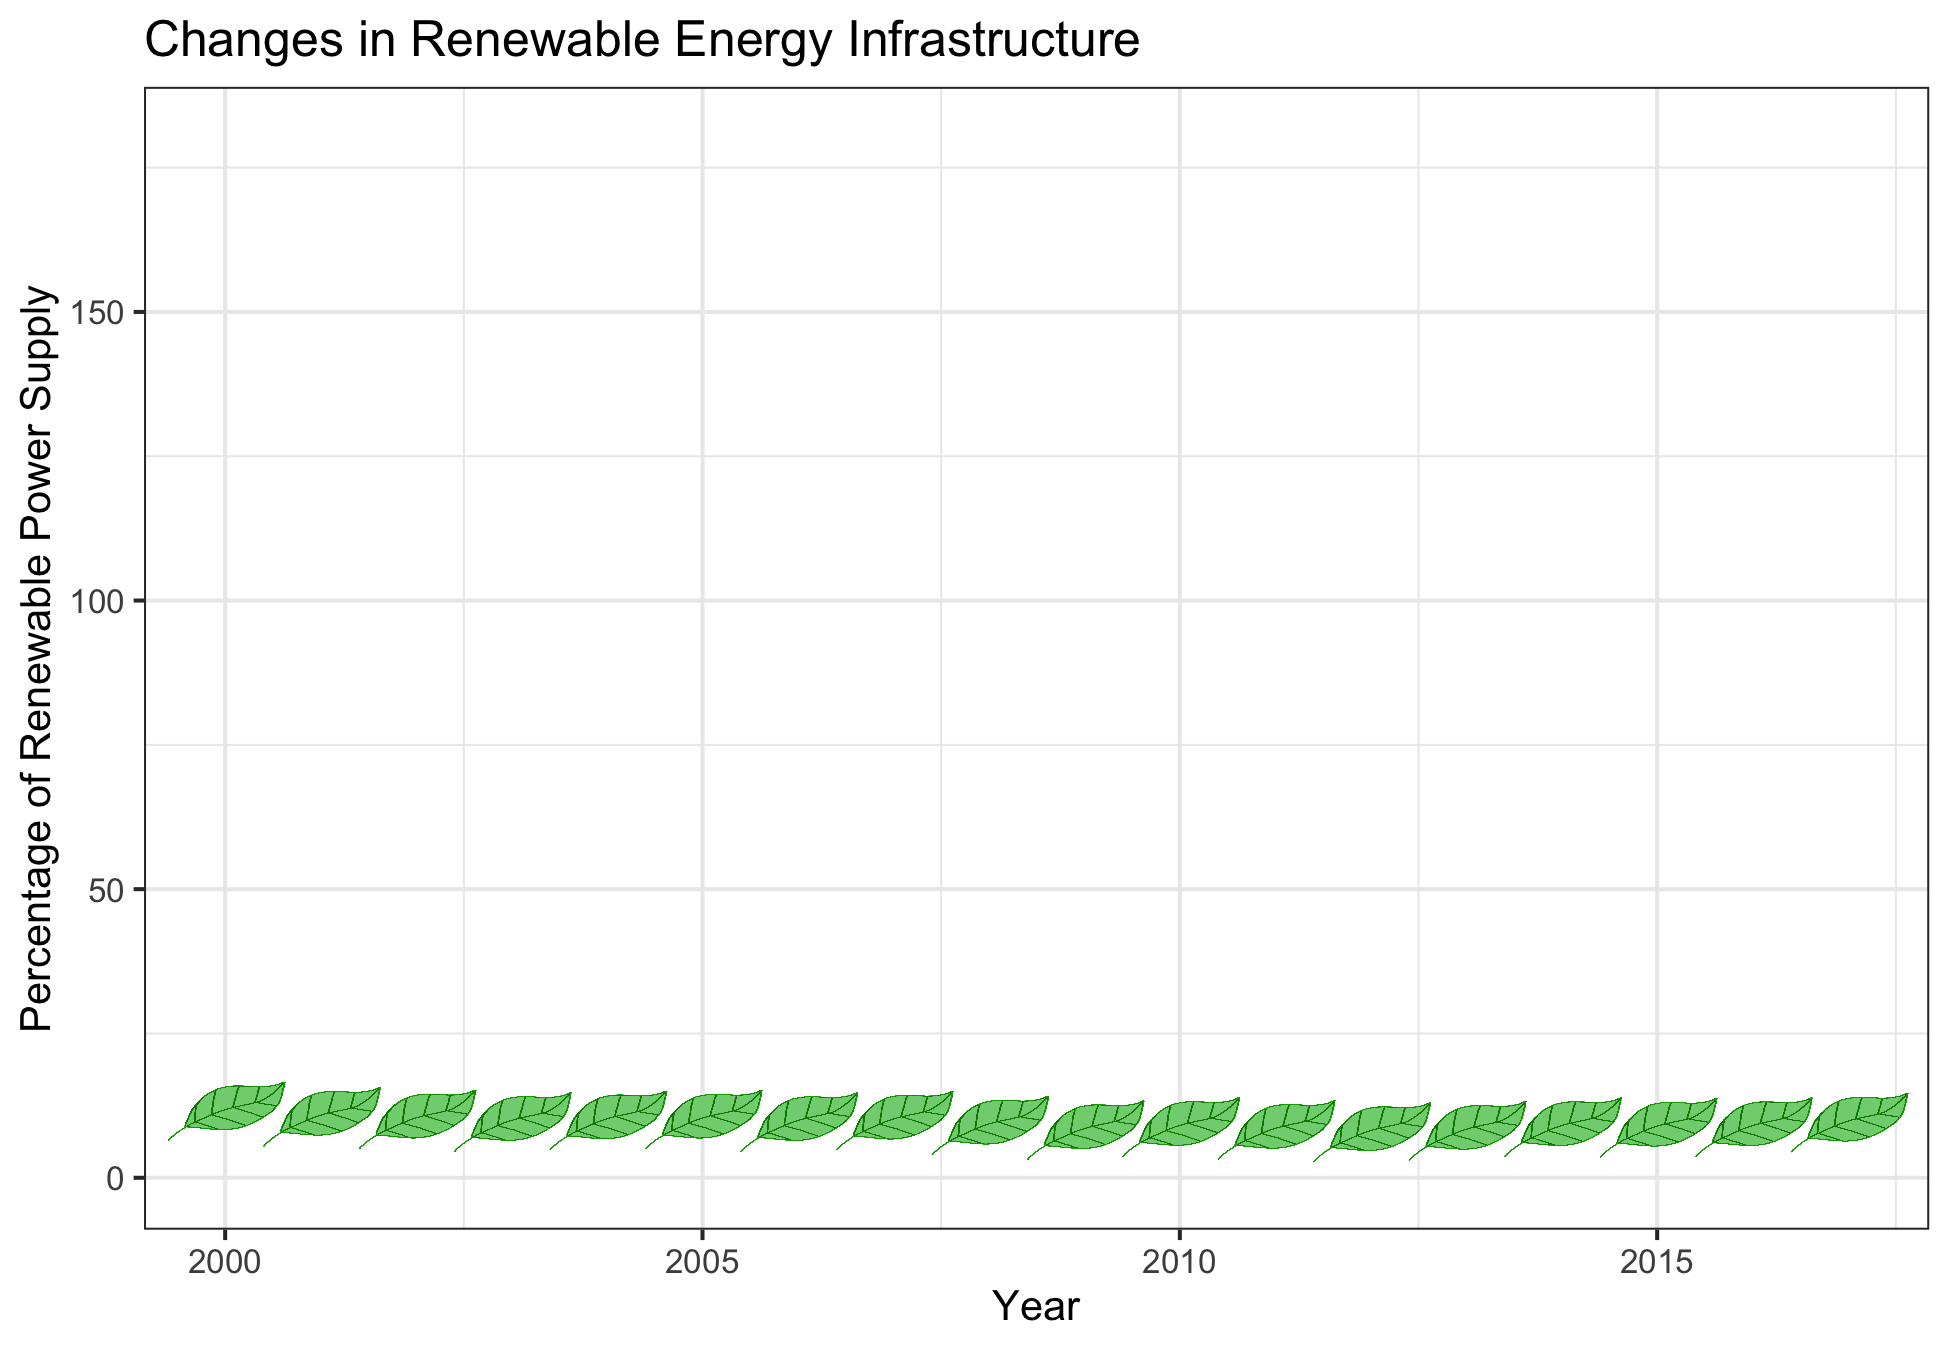 Changes in Renewable Energy Infrastructure
Percentage of Renewable Power Supply
150
100
50
0
2000 2005 2010 2015
Year